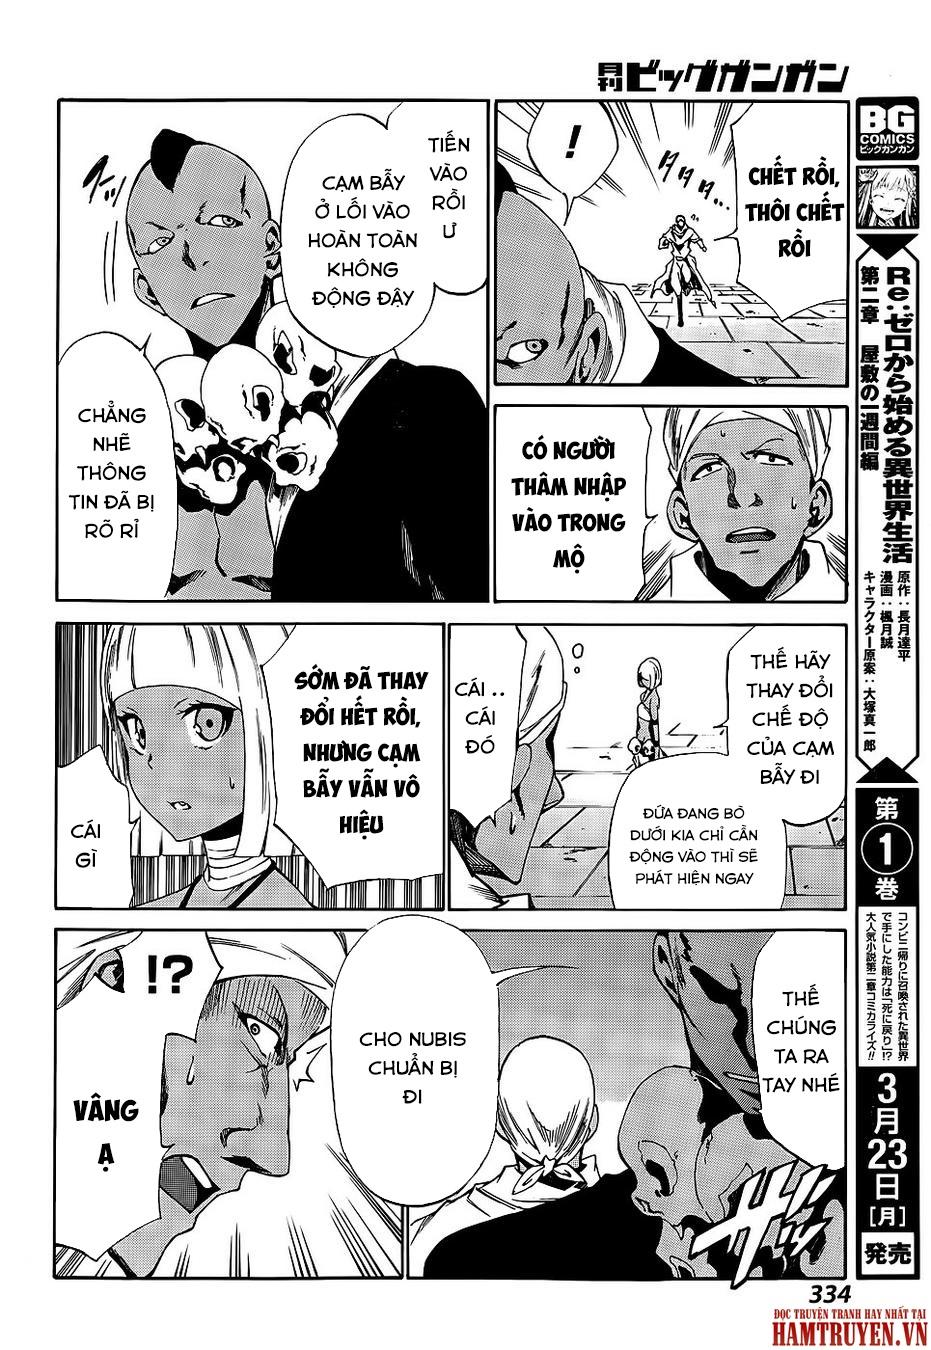 月刊ビッグガンガン
!
CHẾT RỒI,
THÔI CHẾT
RỒI
TIẾN
VÀO
RỒI Ư
CẠM BẪY
Ở LỐI VÀO
HOÀN TOÀN
KHÔNG
ĐỘNG ĐẬY
CHẲNG
NHẼ
THÔNG
TIN ĐÃ BỊ
RÕ RỈ
CÓ NGƯỜI
THÂM NHẬP
VÀO TRONG
MỘ
THẾ HÃY
THAY ĐỔI
CHẾ ĐỘ
CỦA CẠM
BẪY ĐI
ĐỨA ĐANG BÒ
DƯỚI KIA CHỈ CẦN
ĐỘNG VÀO THÌ SẼ
PHÁT HIỆN NGAY
CÁI ..
CÁI
ĐÓ
SỚM ĐÃ THAY
ĐỔI HẾT RỒI,
NHƯNG CẠM
BẪY VẪN VÔ
HIỆU
CÁI
GÌ
THẾ
CHÚNG
TA RA
TAY NHÉ
CHO NUBIS
CHUẨN BỊ
ĐI
!?
VÂNG
Ạ
ザッ
BG
COMICS
ビッグガンガン
Re:ゼロから始める異世界生活
第二章 屋敷の一週間編
原作:長月達平
漫画:楓月誠
キャラクター原案:大塚真一郎
第
1
巻
コンビニ帰りに召喚された異世界
で手にした能力は「死に戻り」!?
大人気小説第二章コミカライズ!!
3
月
23
日
[月]
発売
334
ĐỌC TRUYỆN TRANH HAY NHẤT TẠI
HAMTRUYEN.VN